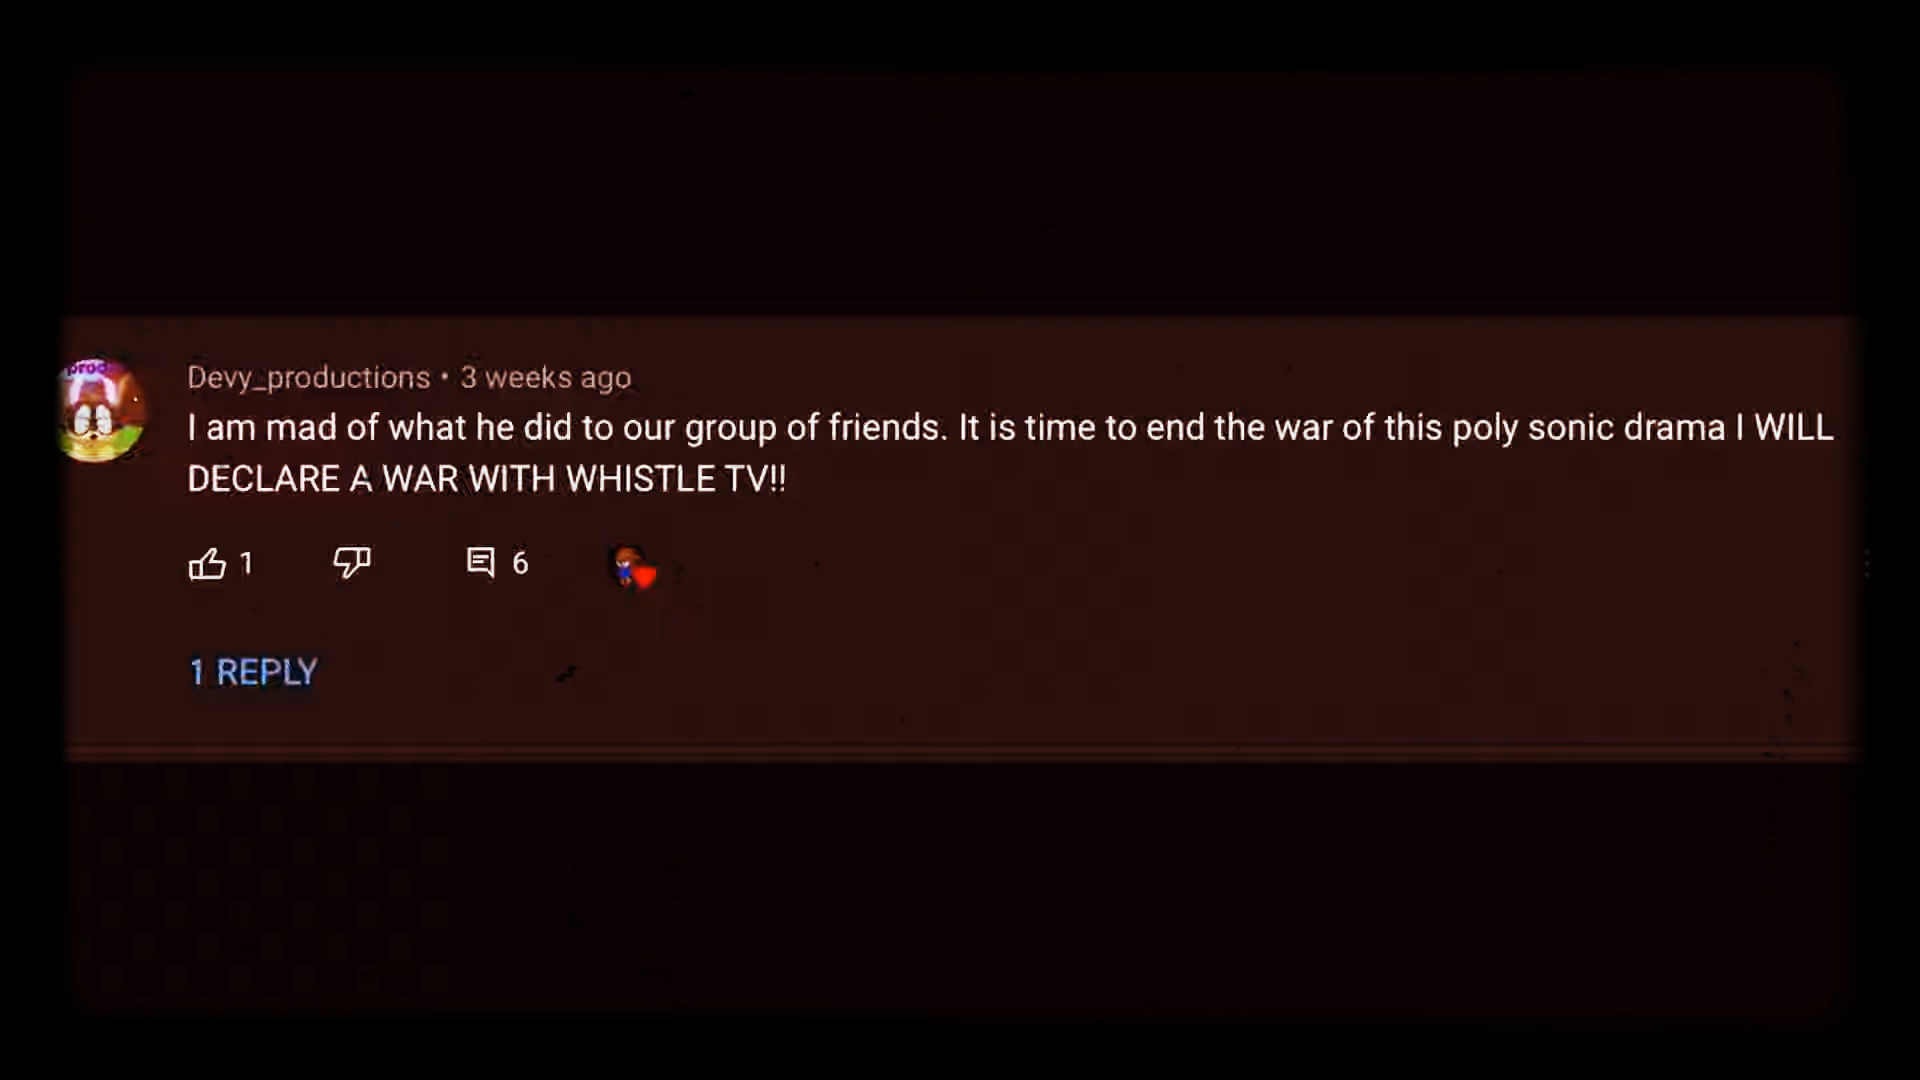 prod
Devy_productions • 3 weeks ago
I am mad of what he did to our group of friends. It is time to end the war of this poly sonic drama I WILL
DECLARE A WAR WITH WHISTLE TV!!
1 6
1 REPLY